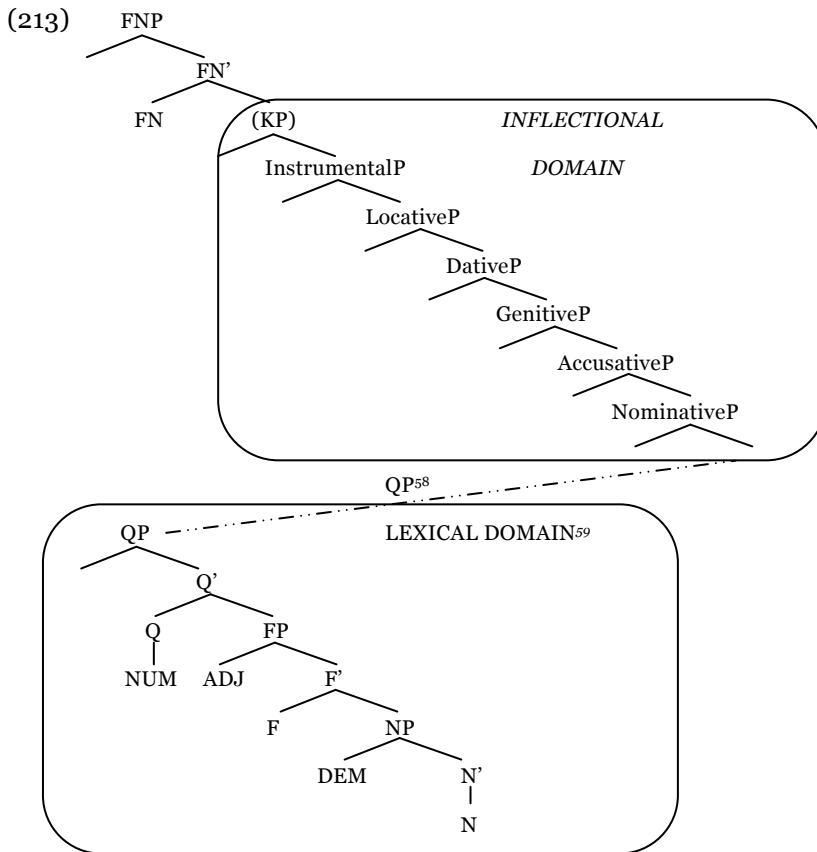 (213) FNP
FN’
FN (KP) INFLECTIONAL
InstrumentalP DOMAIN
LocativeP
DativeP
GenitiveP
AccusativeP
NominativeP
QP58
QP LEXICAL DOMAIN59
Q’
Q FP
NUM ADJ F’
F NP
DEM N’
N